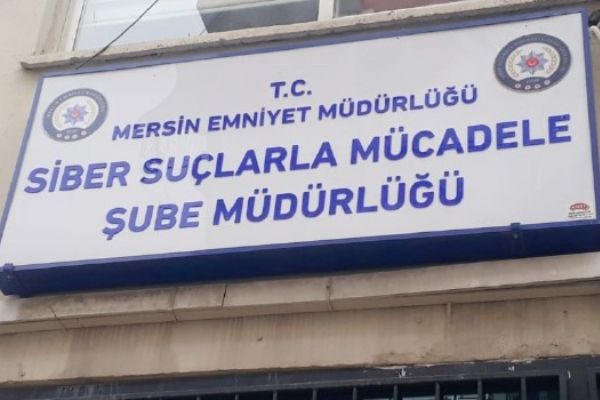 T.C.
MERSİN EMNİYET MÜDÜRLÜĞÜ
SİBER SUÇLARLA MÜCADELE
ŞUBE MÜDÜRLÜĞÜ